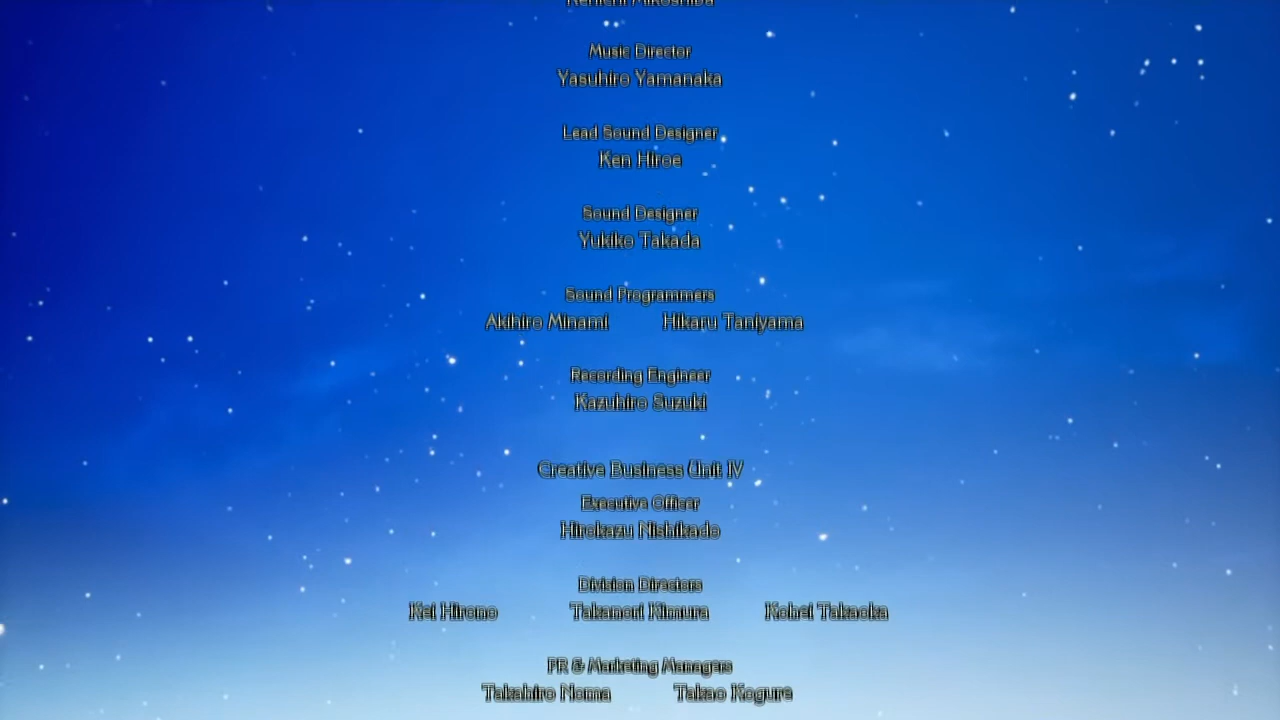 Music Director
Yasuhiro Yamanaka
Lead Sound Designer
Ken Hiroe
Sound Designer
Yukiko Takada
Sound Programmers
Akihiro Minami Hikaru Taniyama
Recording Engineer
Kazuhiro Suzuki
Creative Business Unit IV
Executive Officer
Hirokazu Nishikado
Division Directors
Kei Hirono Takanori Kimura Kohei Takaoka
PR & Marketing Managers
Takahiro Noma Takao Kogure